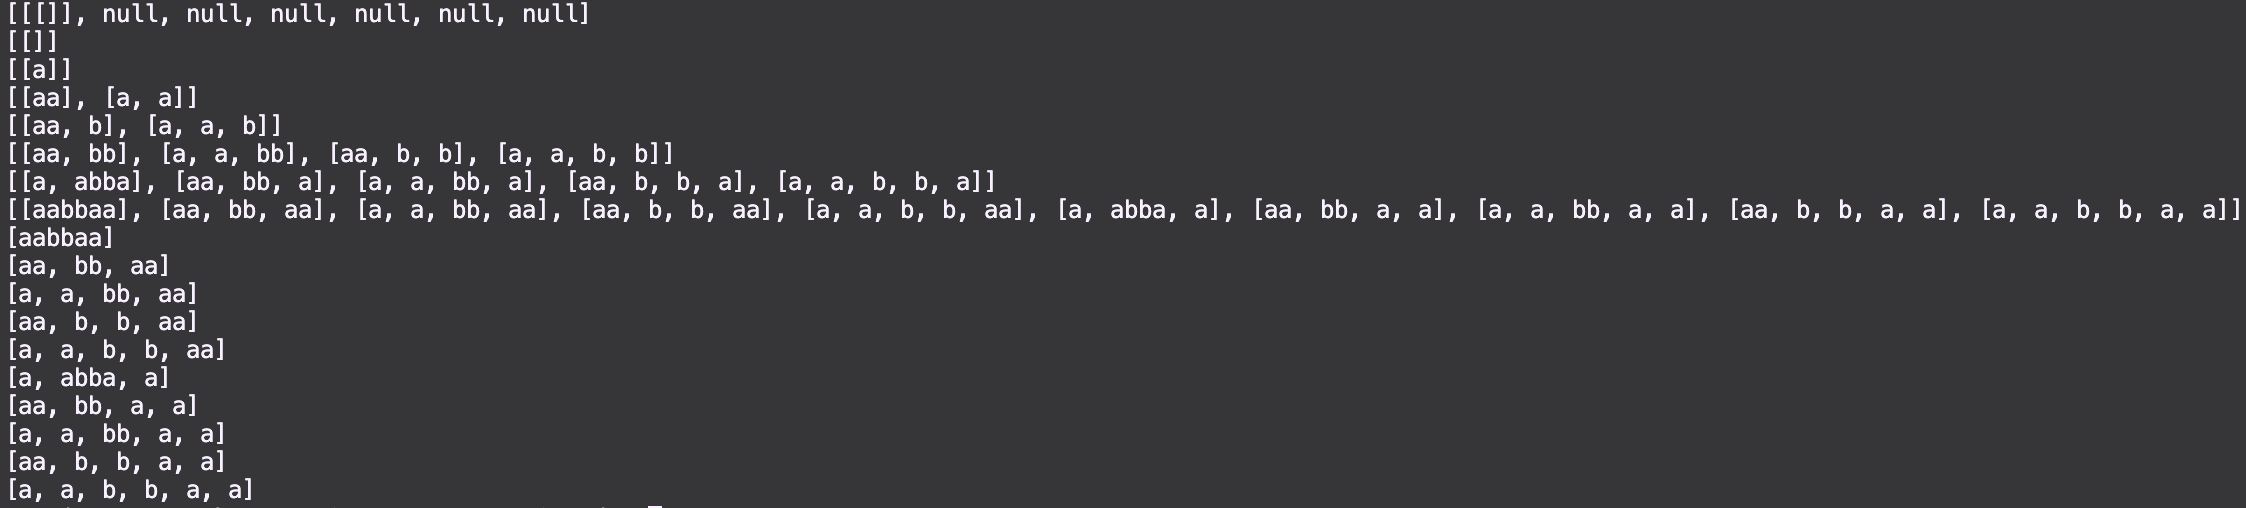 [[[]], null, null, null, null, null, null]
[[]]
[[a]]
[[aa], [a, a]]
[[aa, b], [a, a, b]]
[[aa, bb], [a, a, bb], [aa, b, b], [a, a, b, b]]
[[a, abba], [aa, bb, a], [a, a, bb, a], [aa, b, b, a], [a, a, b, b, a]]
[[aabbaa], [aa, bb, aa], [a, a, bb, aa], [aa, b, b, aa], [a, a, b, b, aa], [a, abba, a], [aa, bb, a, a], [a, a, bb, a, a], [aa, b, b, a, a], [a, a, b, b, a, a]]
[aabbaa]
[aa, bb, aa]
[a, a, bb, aa]
[aa, b, b, aa]
[a, a, b, b, aa]
[a, abba, a]
[aa, bb, a, a]
[a, a, bb, a, a]
[aa, b, b, a, a]
[a, a, b, b, a, a]